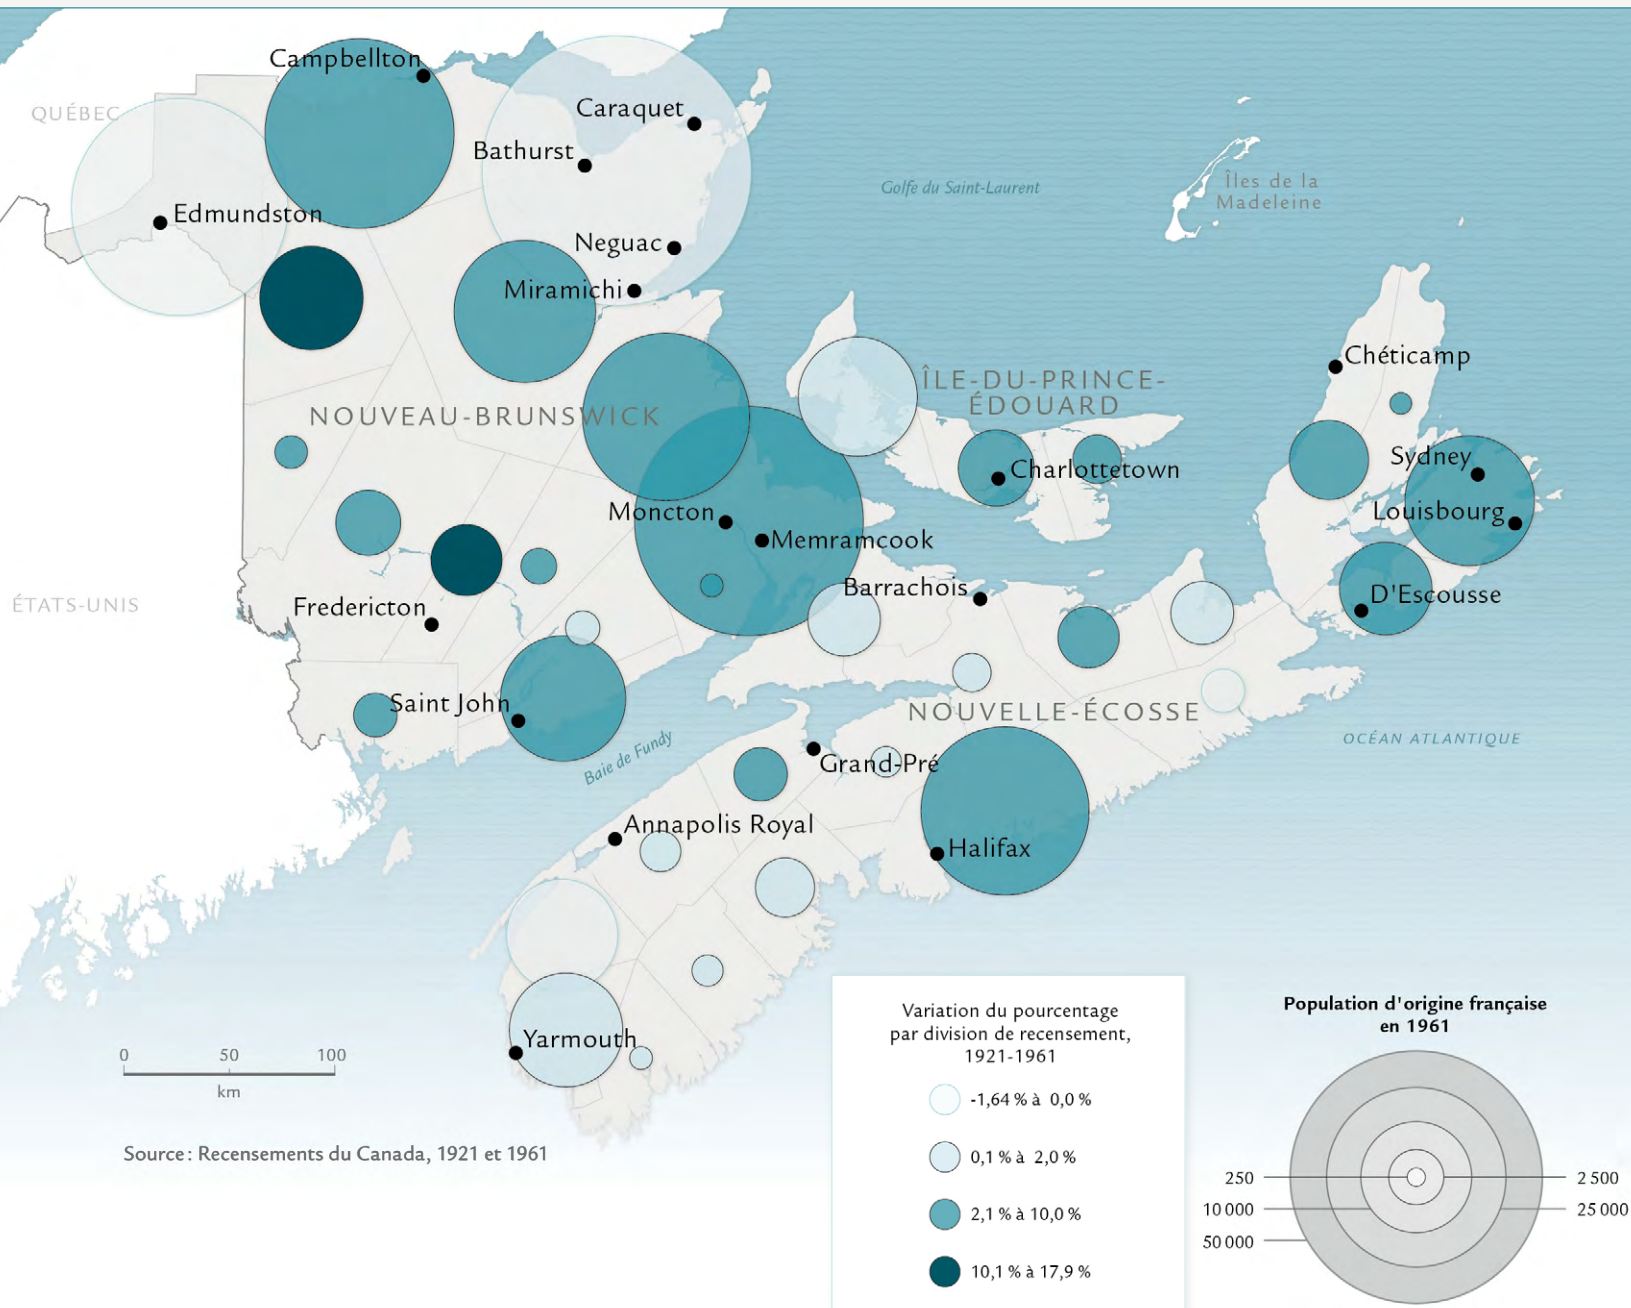 Campbellton
Caraquet
QUÉBEC
Bathurst
Golfe du Saint-Laurent
Îles de la
Madeleine
Edmundston
Neguac
Miramichi
Chéticamp
ÎLE-DU-PRINCE-
ÉDOUARD
NOUVEAU-BRUNSWICK
Sydney
Charlottetown
Moncton
Louisbourg
Memramcook
Barrachois
D'Escousse
ÉTATS-UNIS
Fredericton
Saint John
NOUVELLE-ÉCOSSE
OCÉAN ATLANTIQUE
Baie de Fundy
Grand-Pré
Annapolis Royal
Halifax
Yarmouth
0 50 100
km
Source : Recensements du Canada, 1921 et 1961
Variation du pourcentage
par division de recensement,
1921-1961
-1,64 % à 0,0 %
0,1 % à 2,0 %
2,1 % à 10,0 %
10,1 % à 17,9 %
Population d'origine française
en 1961
250
2 500
10 000
25 000
50 000